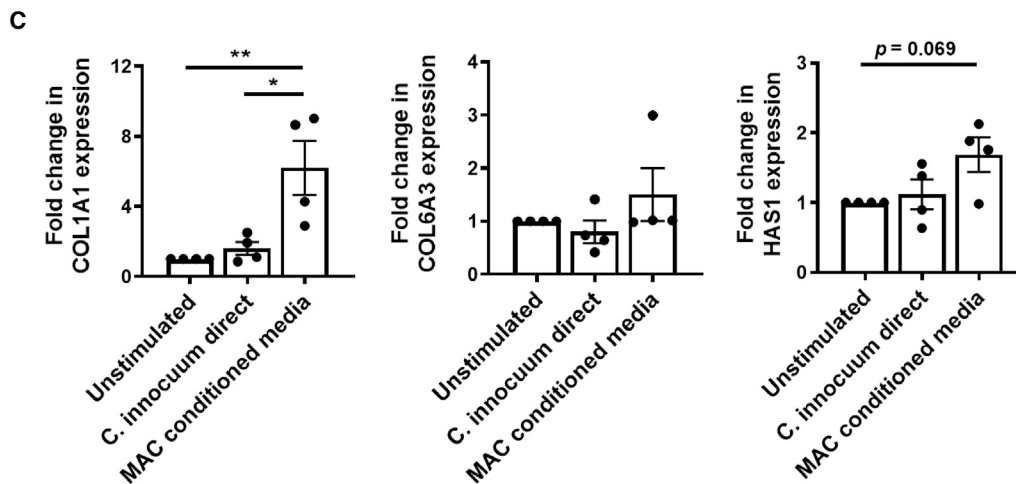 C
Fold change in
COL1A1 expression
12
8
4
0
**
*
Unstimulated
C. innocuum direct
MAC conditioned media
Fold change in
COL6A3 expression
4
3
2
1
0
Unstimulated
C. innocuum direct
MAC conditioned media
Fold change in
HAS1 expression
3
2
1
0
p = 0.069
Unstimulated
C. innocuum direct
MAC conditioned media